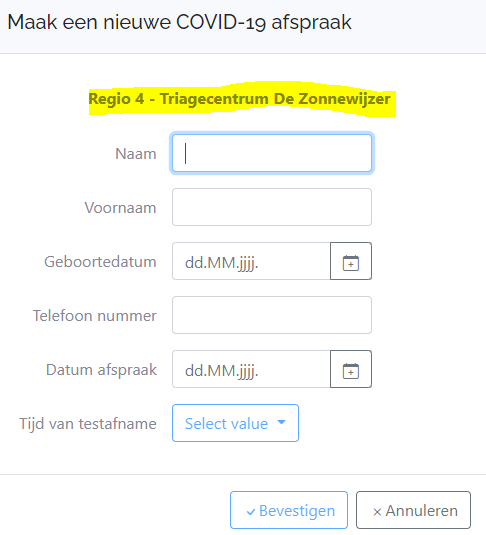 Maak een nieuwe COVID-19 afspraak
Regio 4 - Triagecentrum De Zonnewijzer
Naam
Voornaam
Geboortedatum dd.MM.jjjj.
Telefoon nummer
Datum afspraak dd.MM.jjjj.
Tijd van testafname Select value
Bevestigen Annuleren